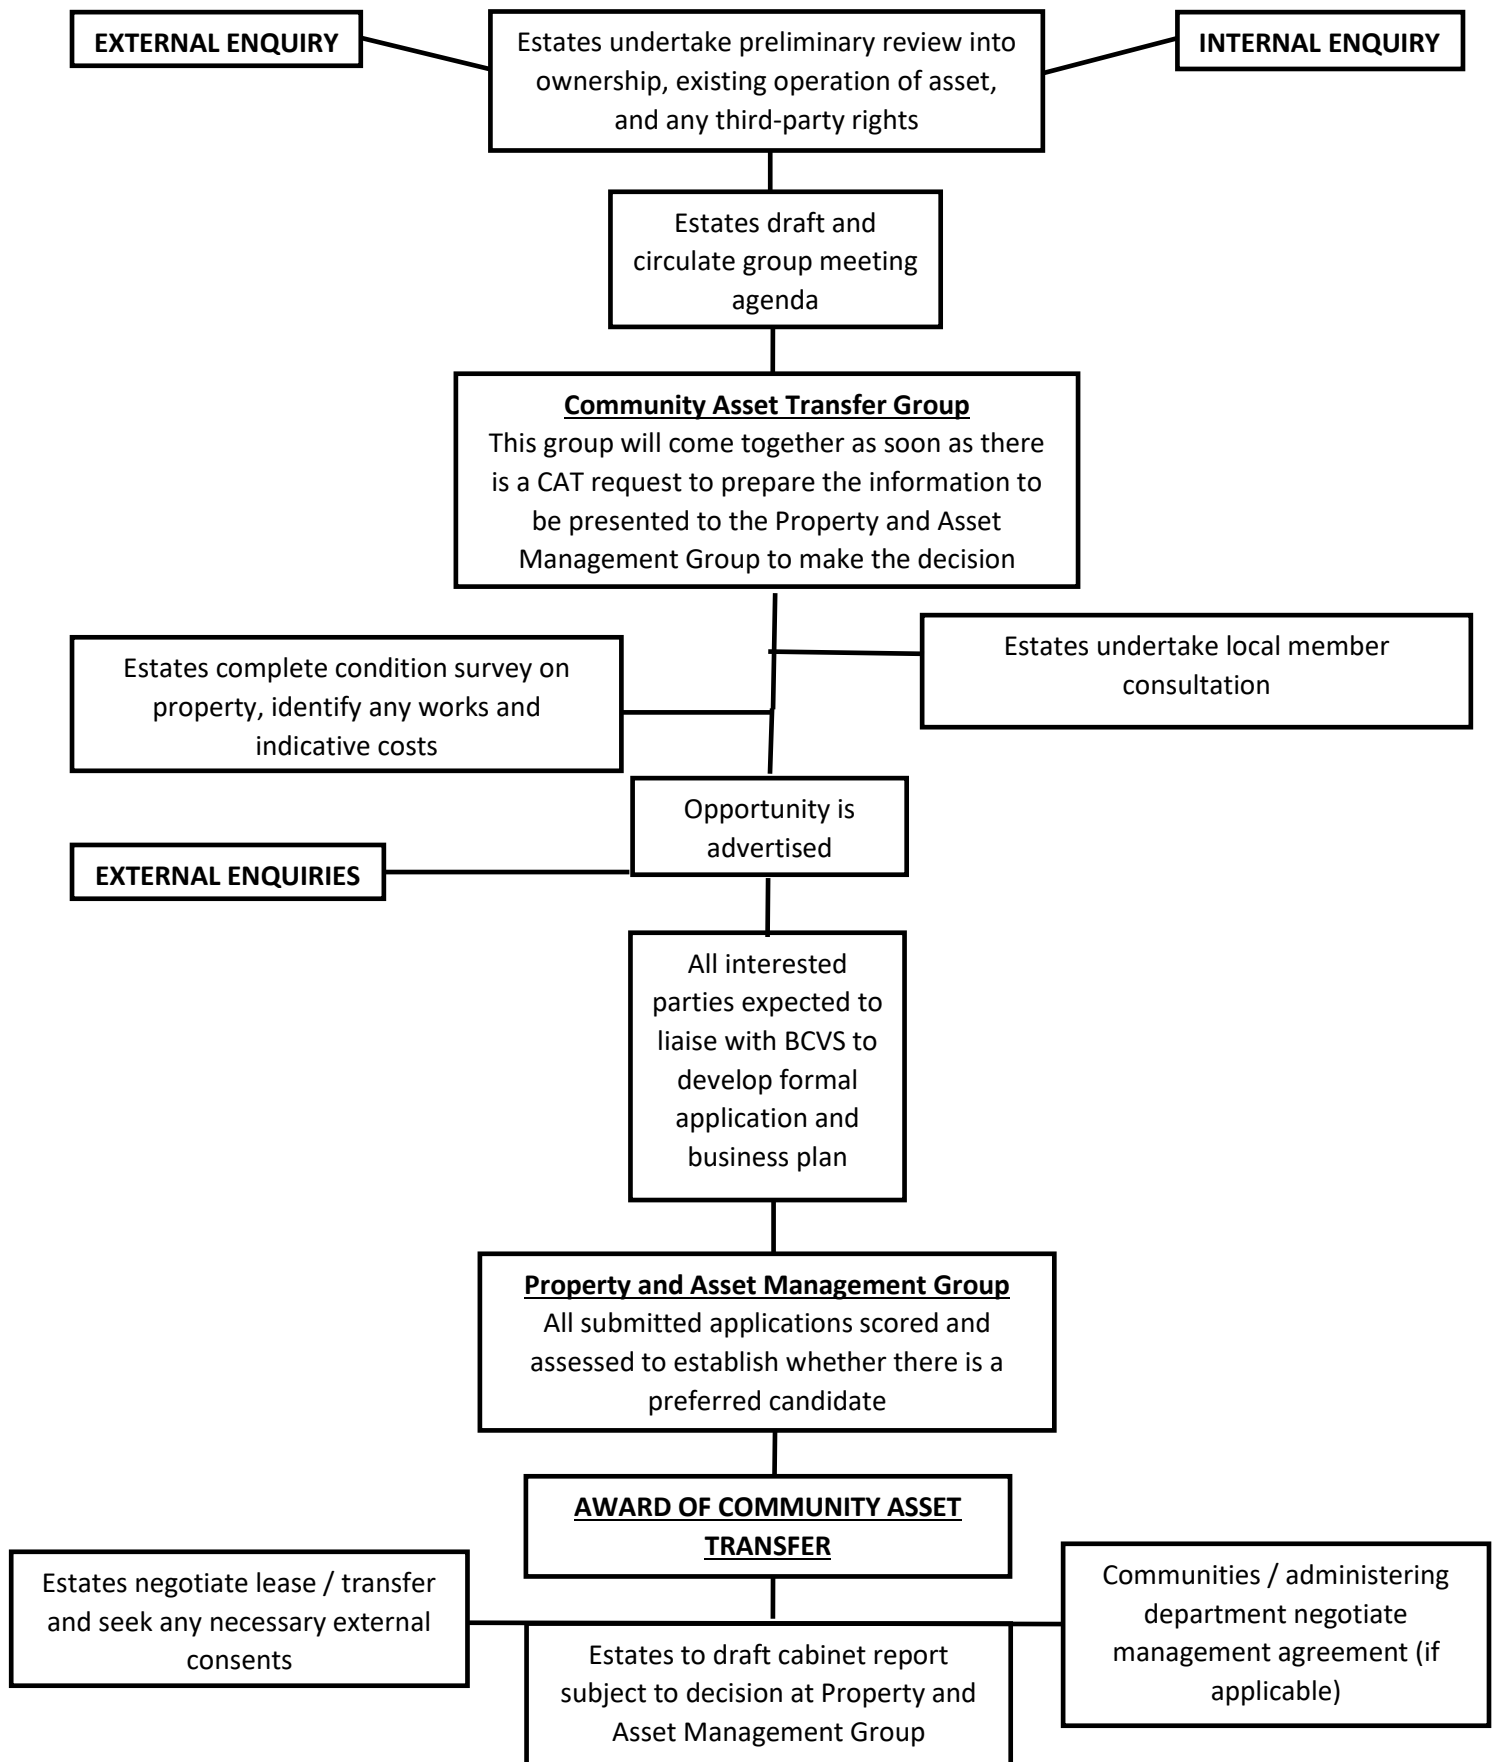 EXTERNAL ENQUIRY
Estates undertake preliminary review into
ownership, existing operation of asset,
and any third-party rights
INTERNAL ENQUIRY
Estates draft and
circulate group meeting
agenda
Community Asset Transfer Group
This group will come together as soon as there
is a CAT request to prepare the information to
be presented to the Property and Asset
Management Group to make the decision
Estates complete condition survey on
property, identify any works and
indicative costs
Estates undertake local member
consultation
Opportunity is
advertised
EXTERNAL ENQUIRIES
All interested
parties expected to
liaise with BCVS to
develop formal
application and
business plan
Property and Asset Management Group
All submitted applications scored and
assessed to establish whether there is a
preferred candidate
AWARD OF COMMUNITY ASSET
TRANSFER
Estates negotiate lease / transfer
and seek any necessary external
consents
Estates to draft cabinet report
subject to decision at Property and
Asset Management Group
Communities / administering
department negotiate
management agreement (if
applicable)